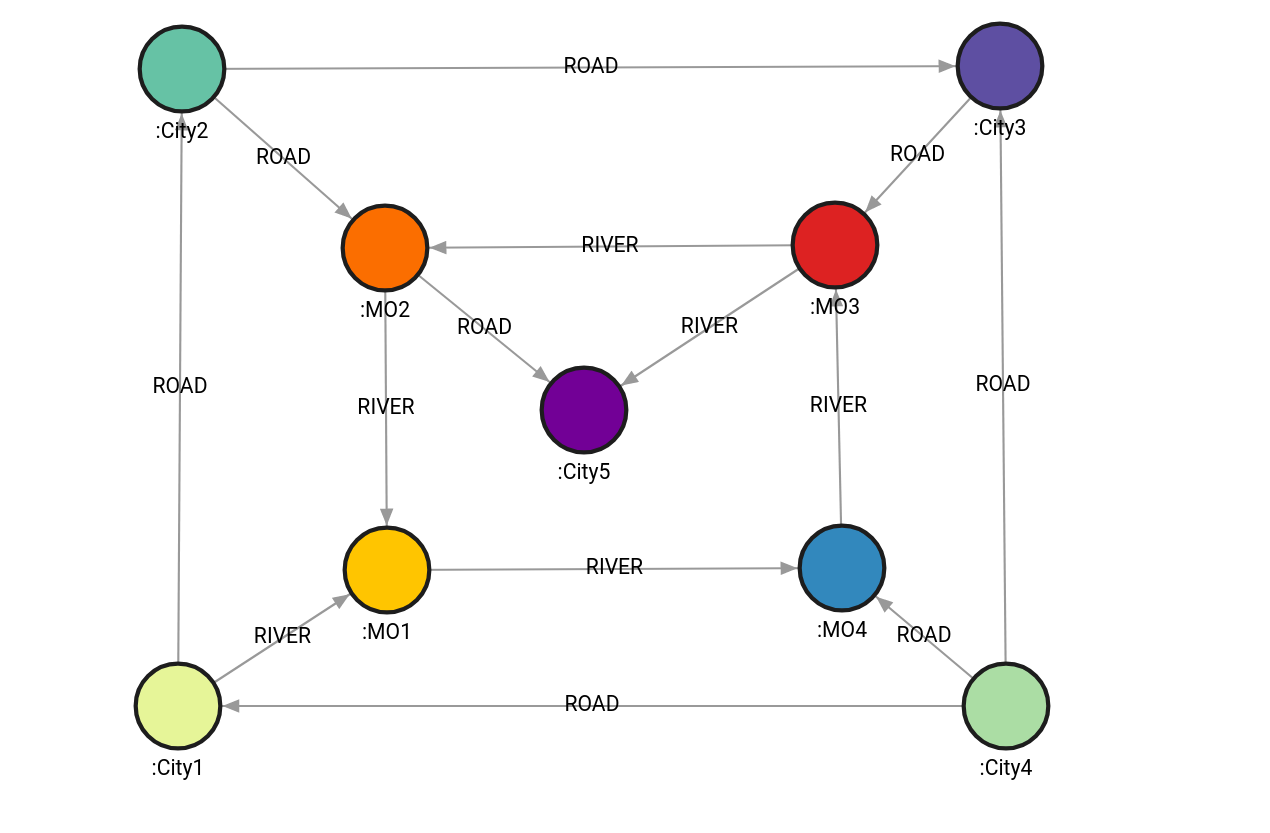 ROAD
:City2
:City3
ROAD
ROAD
RIVER
:MO2
:MO3
ROAD
RIVER
ROAD
ROAD
RIVER
RIVER
:City5
RIVER
:MO1
:MO4
RIVER
ROAD
ROAD
:City1
:City4